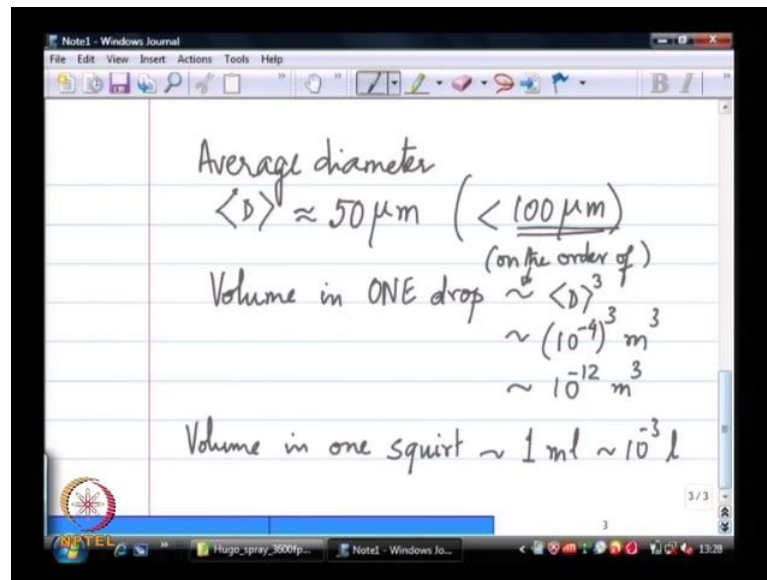 Note1 - Windows Journal
File Edit View Insert Actions Tools Help
B I
Average diameter
<D> ≈ 50 μm ( < 100 μm )
(on the order of)
Volume in ONE drop ~ <D>³
~ (10⁻⁴)³ m³
~ 10⁻¹² m³
Volume in one squirt ~ 1 ml ~ 10⁻³ l
3/3
3
NPTEL
Hugo_spray_3600fp...
Note1 - Windows Jo...
13:28